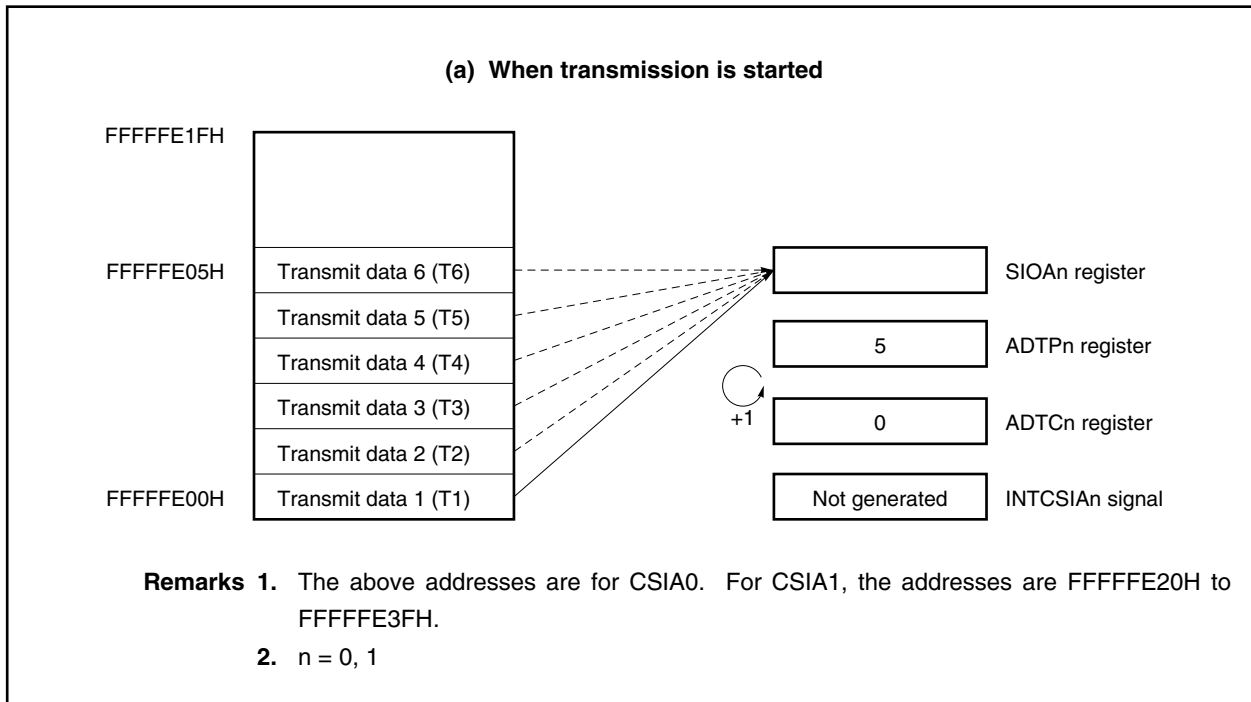 (a) When transmission is started
FFFFFE1FH
FFFFFE05H
Transmit data 6 (T6)
SIOAn register
Transmit data 5 (T5)
5
ADTPn register
Transmit data 4 (T4)
Transmit data 3 (T3)
+1
0
ADTCn register
Transmit data 2 (T2)
FFFFFE00H
Transmit data 1 (T1)
Not generated
INTCSIAn signal
Remarks 1. The above addresses are for CSIA0. For CSIA1, the addresses are FFFFFE20H to
FFFFFE3FH.
2. n = 0, 1